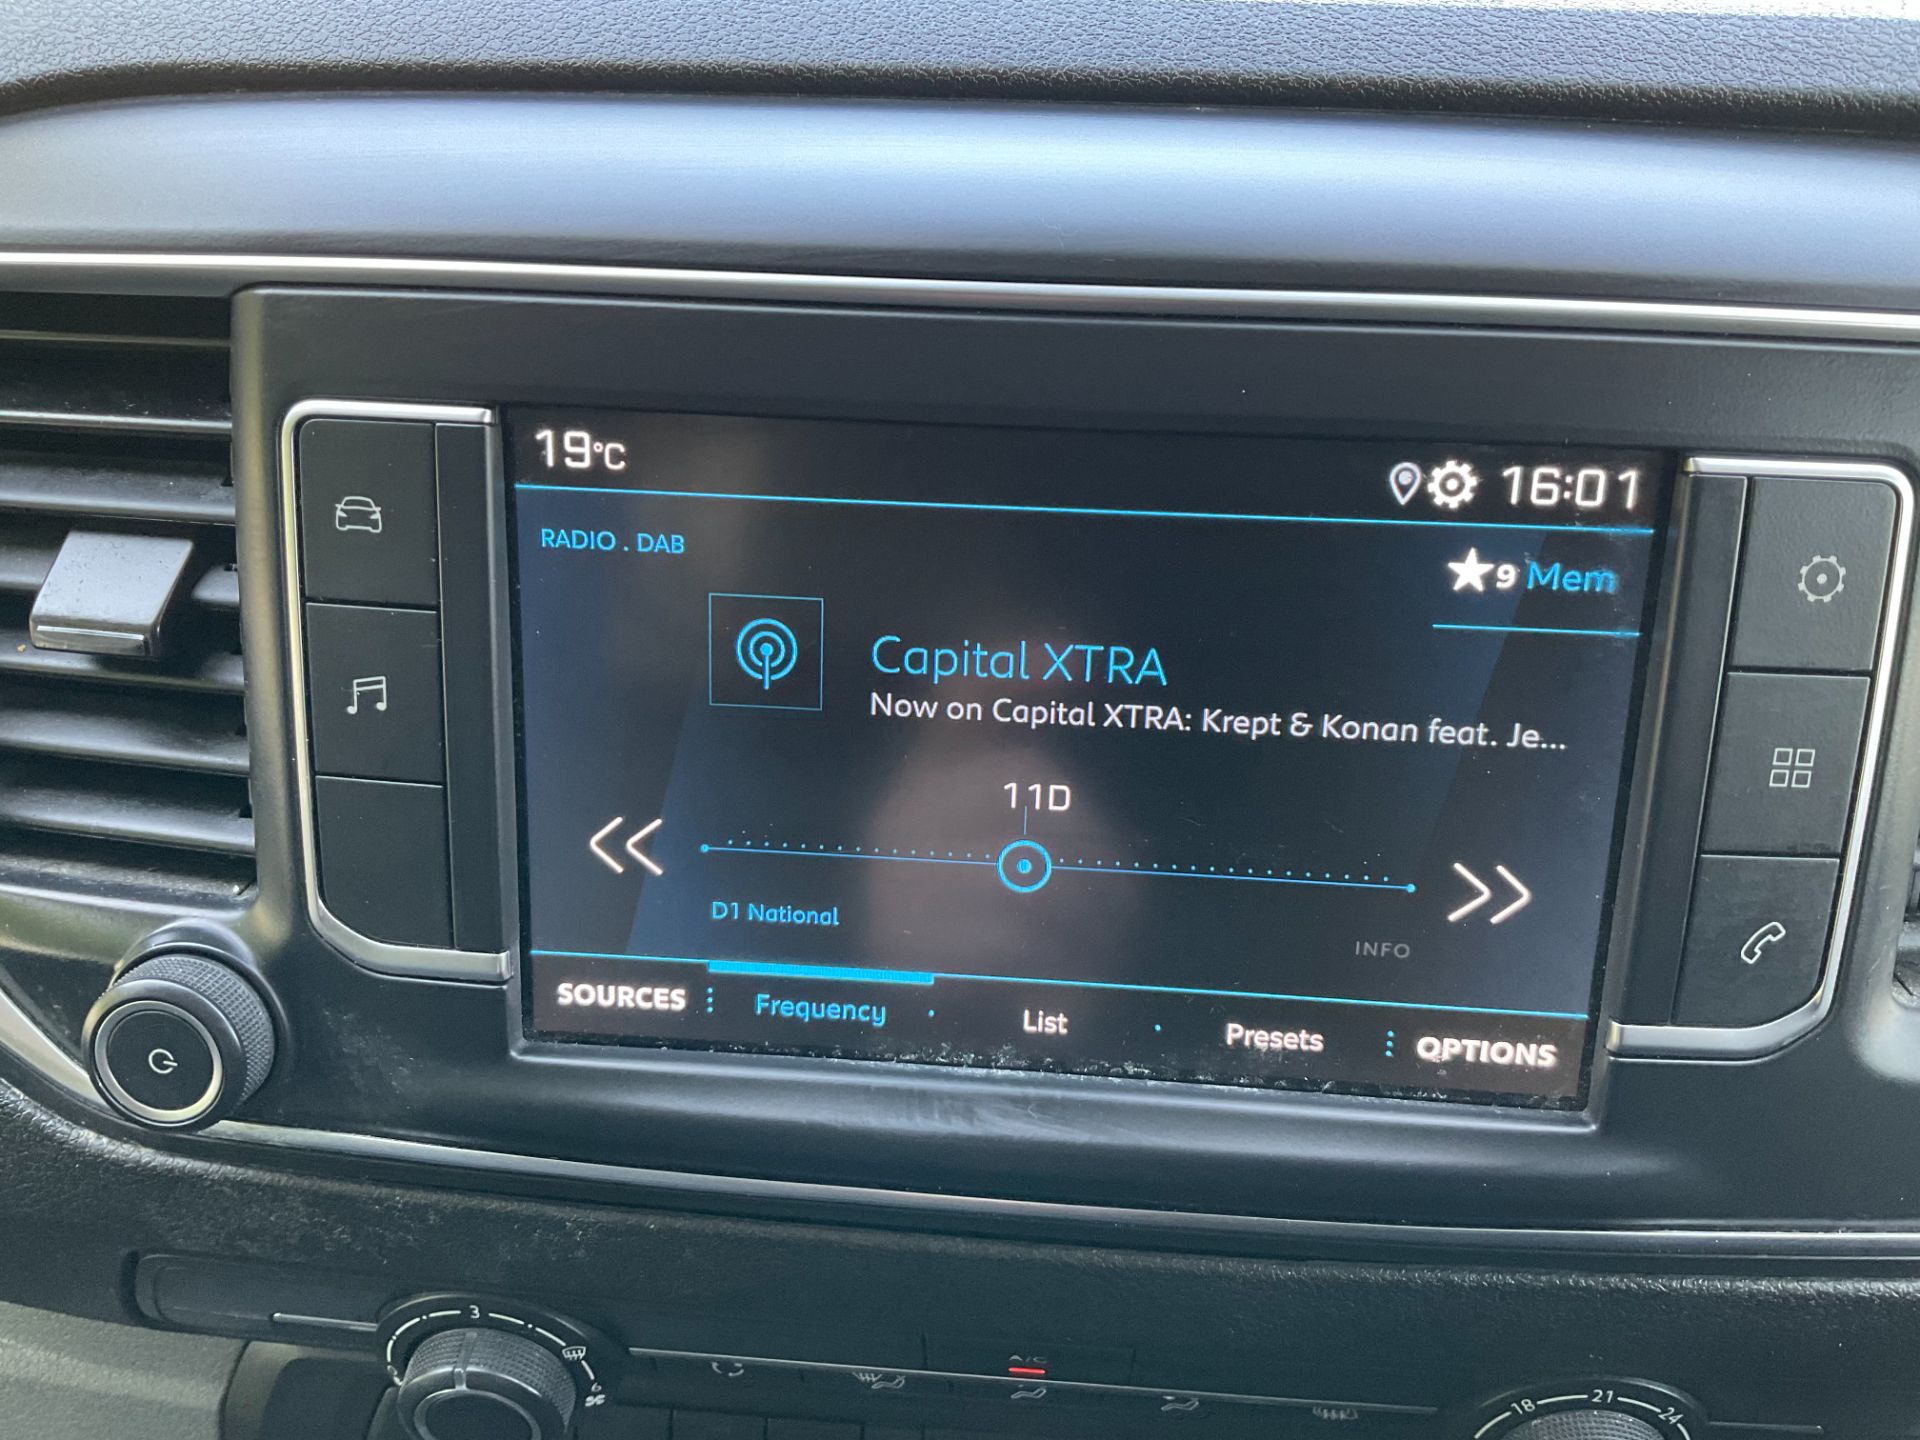 19°C
16:01
RADIO . DAB
9 Mem
Capital XTRA
Now on Capital XTRA: Krept & Konan feat. Je...
11D
D1 National
INFO
SOURCES
Frequency
List
Presets
OPTIONS
3
6
A/C
18
21
24